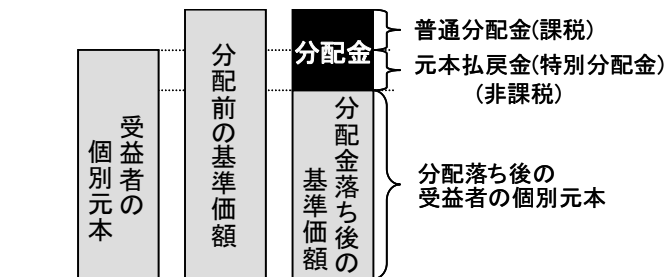 受益者の
個別元本
分配前の基準価額
分配金
分配金落ち後の
基準価額
普通分配金(課税)
元本払戻金(特別分配金)
(非課税)
分配落ち後の
受益者の個別元本